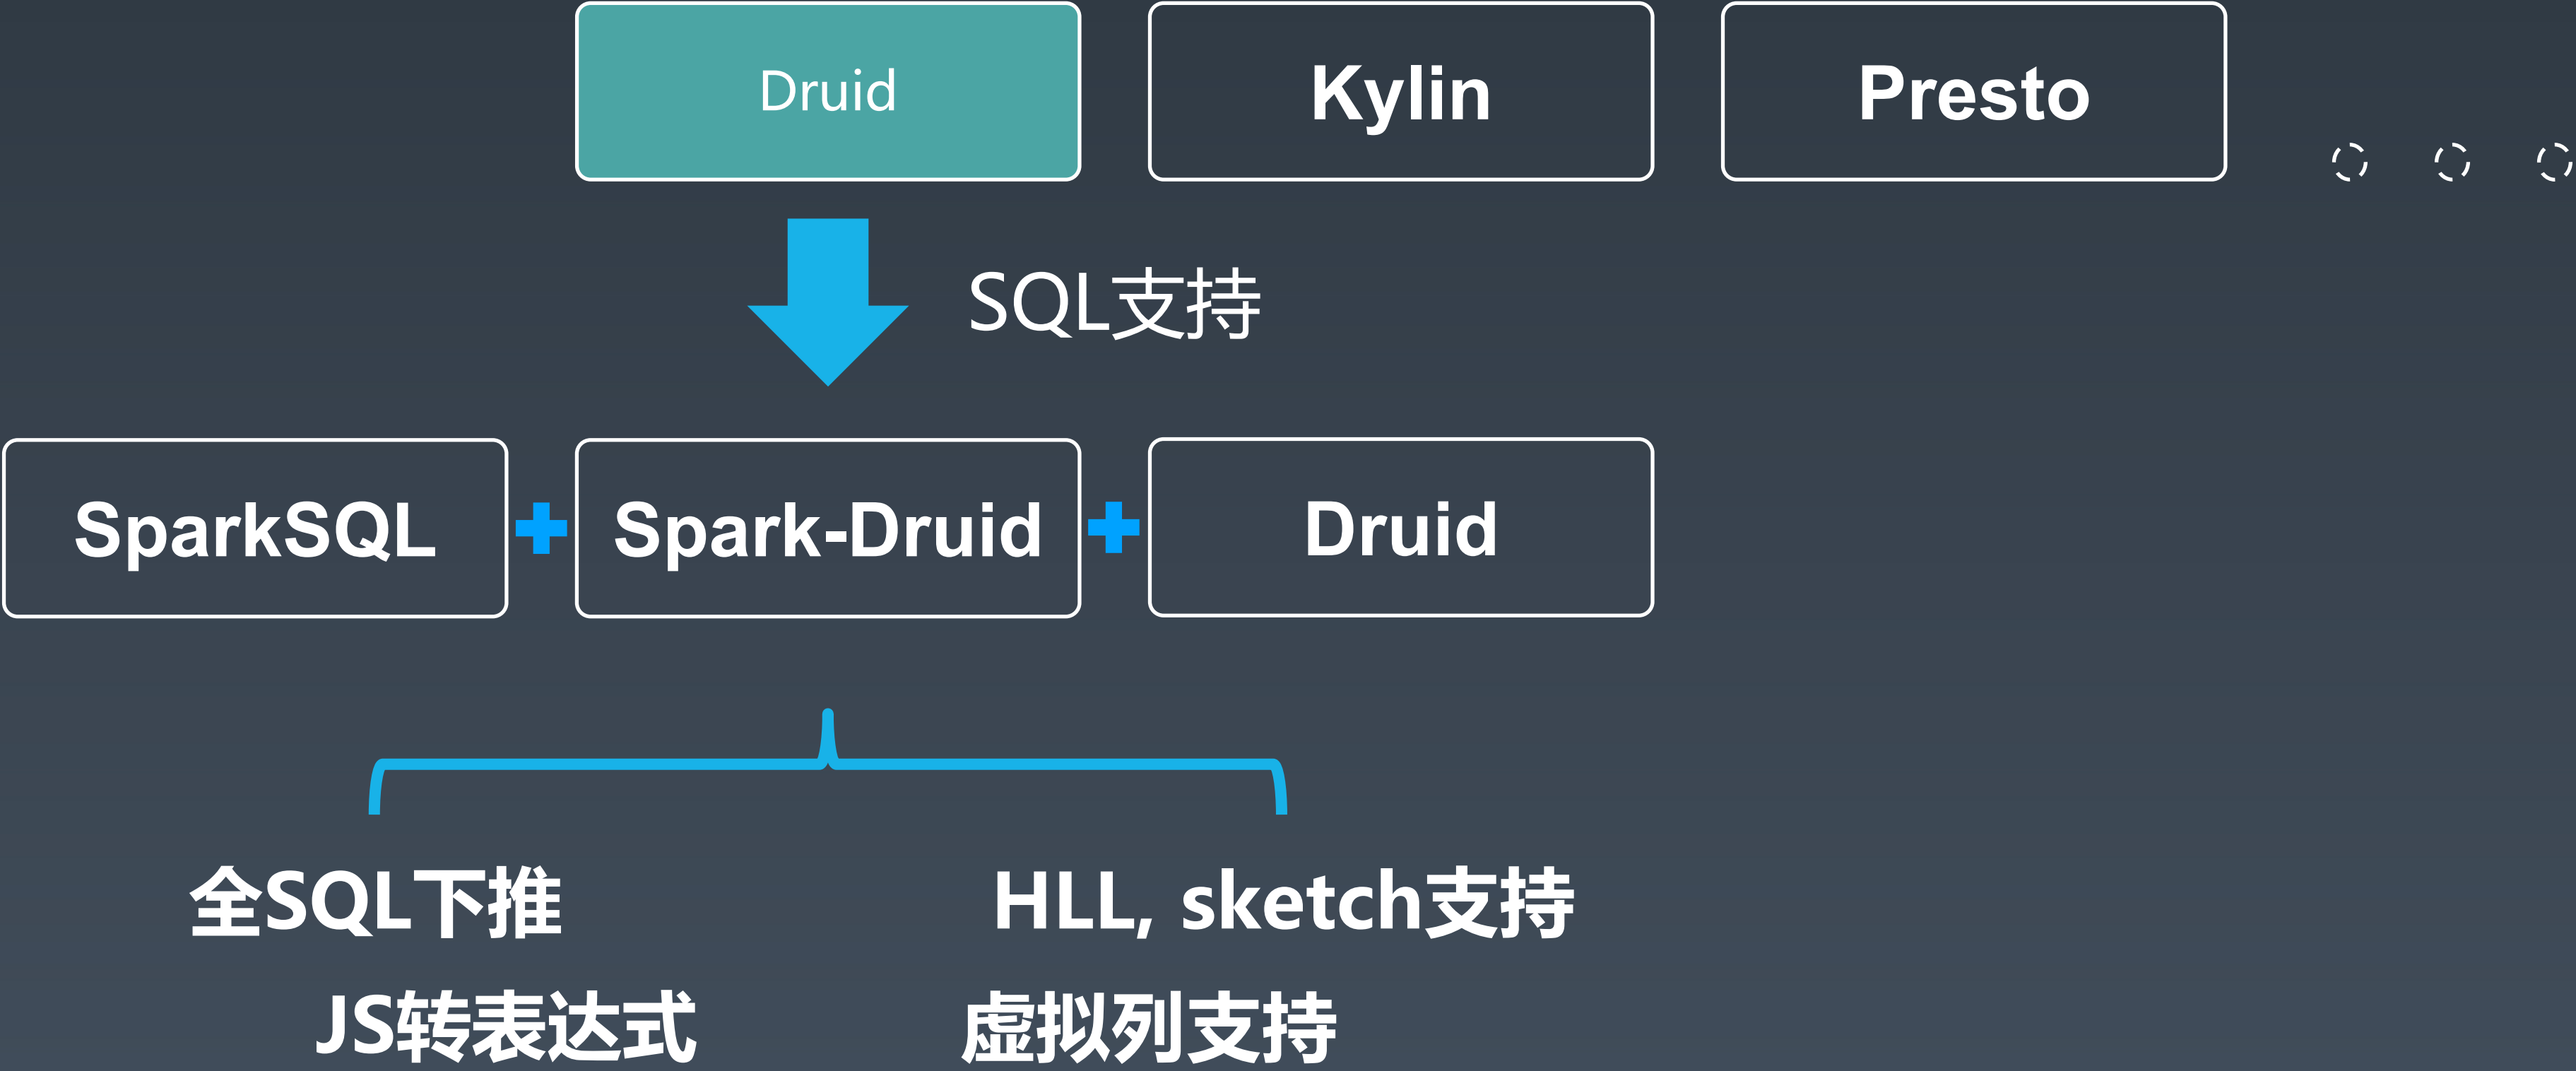 Druid
Kylin
Presto
SQL支持
SparkSQL
Spark-Druid
Druid
全SQL下推
HLL, sketch支持
JS转表达式
虚拟列支持